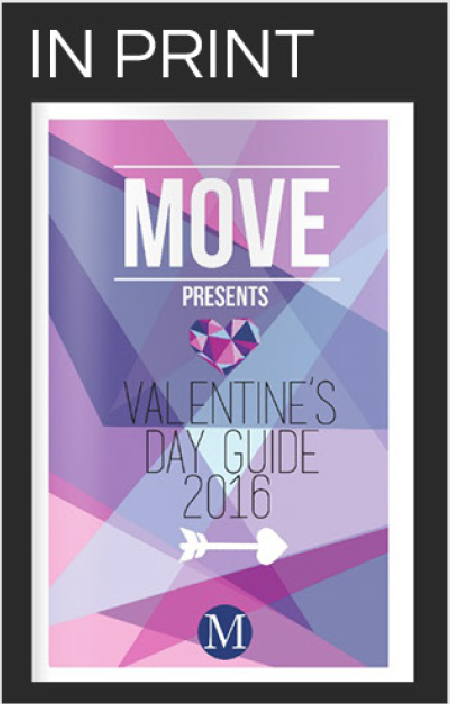 IN PRINT
MOVE
PRESENTS
VALENTINE'S
DAY GUIDE
2016
M